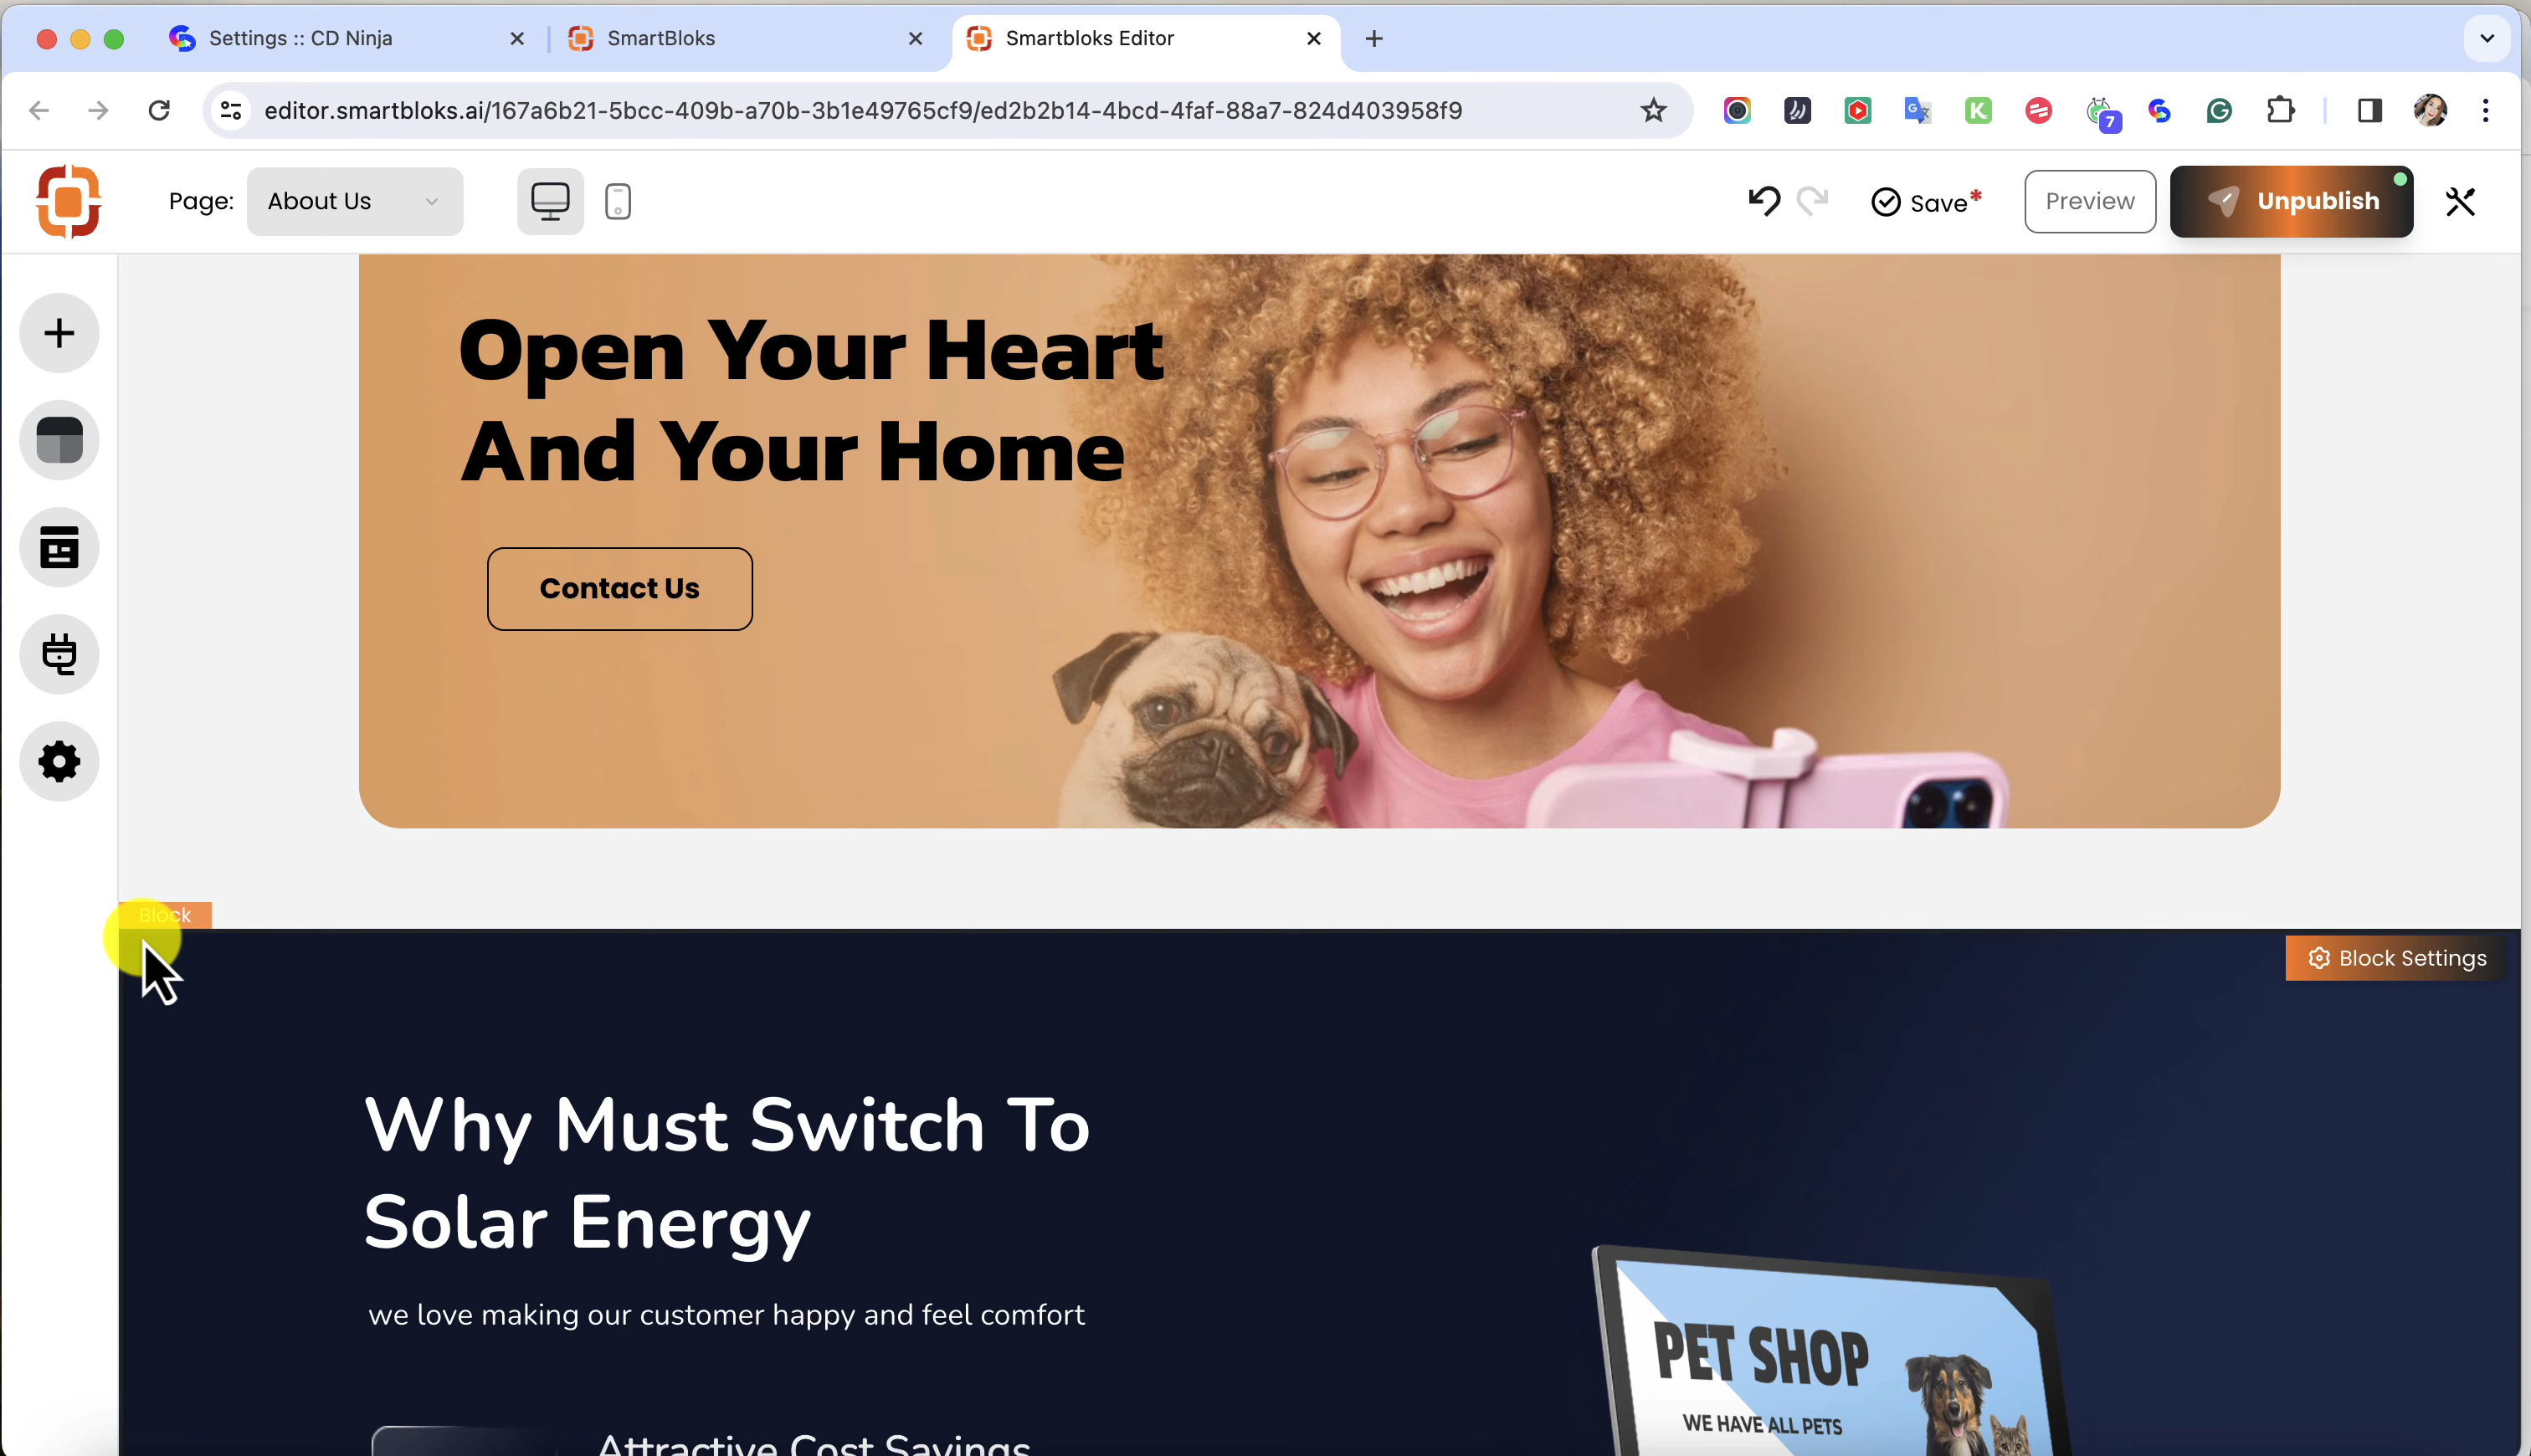 Settings :: CD Ninja
SmartBloks
Smartbloks Editor
editor.smartbloks.ai/167a6b21-5bcc-409b-a70b-3b1e49765cf9/ed2b2b14-4bcd-4faf-88a7-824d403958f9
7
Page:
About Us
Save*
Preview
Unpublish
Open Your Heart
And Your Home
Contact Us
Block
Block Settings
Why Must Switch To
Solar Energy
we love making our customer happy and feel comfort
PET SHOP
WE HAVE ALL PETS
Attractive Cost Savings